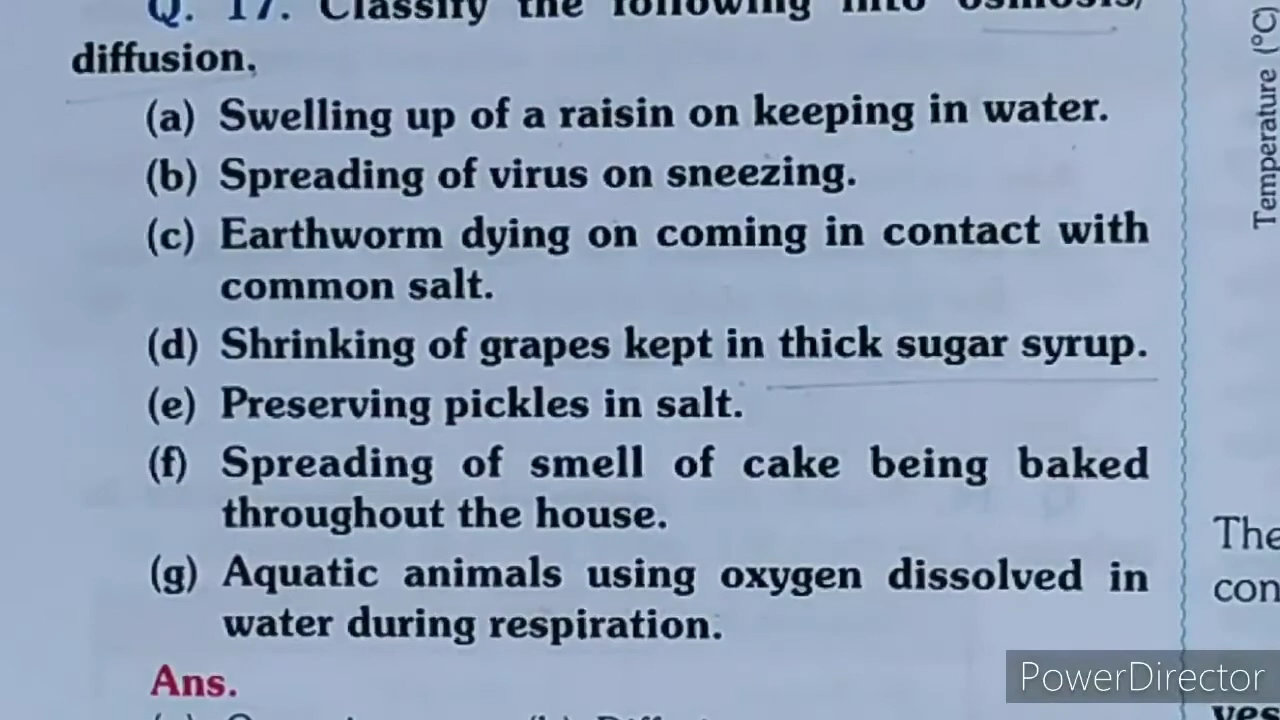 Q. 17. Classify the following into osmosis/
diffusion.
(a) Swelling up of a raisin on keeping in water.
(b) Spreading of virus on sneezing.
(c) Earthworm dying on coming in contact with
common salt.
(d) Shrinking of grapes kept in thick sugar syrup.
(e) Preserving pickles in salt.
(f) Spreading of smell of cake being baked
throughout the house.
(g) Aquatic animals using oxygen dissolved in
water during respiration.
Ans.
Temperature (°C)
The
con
PowerDirector
ves